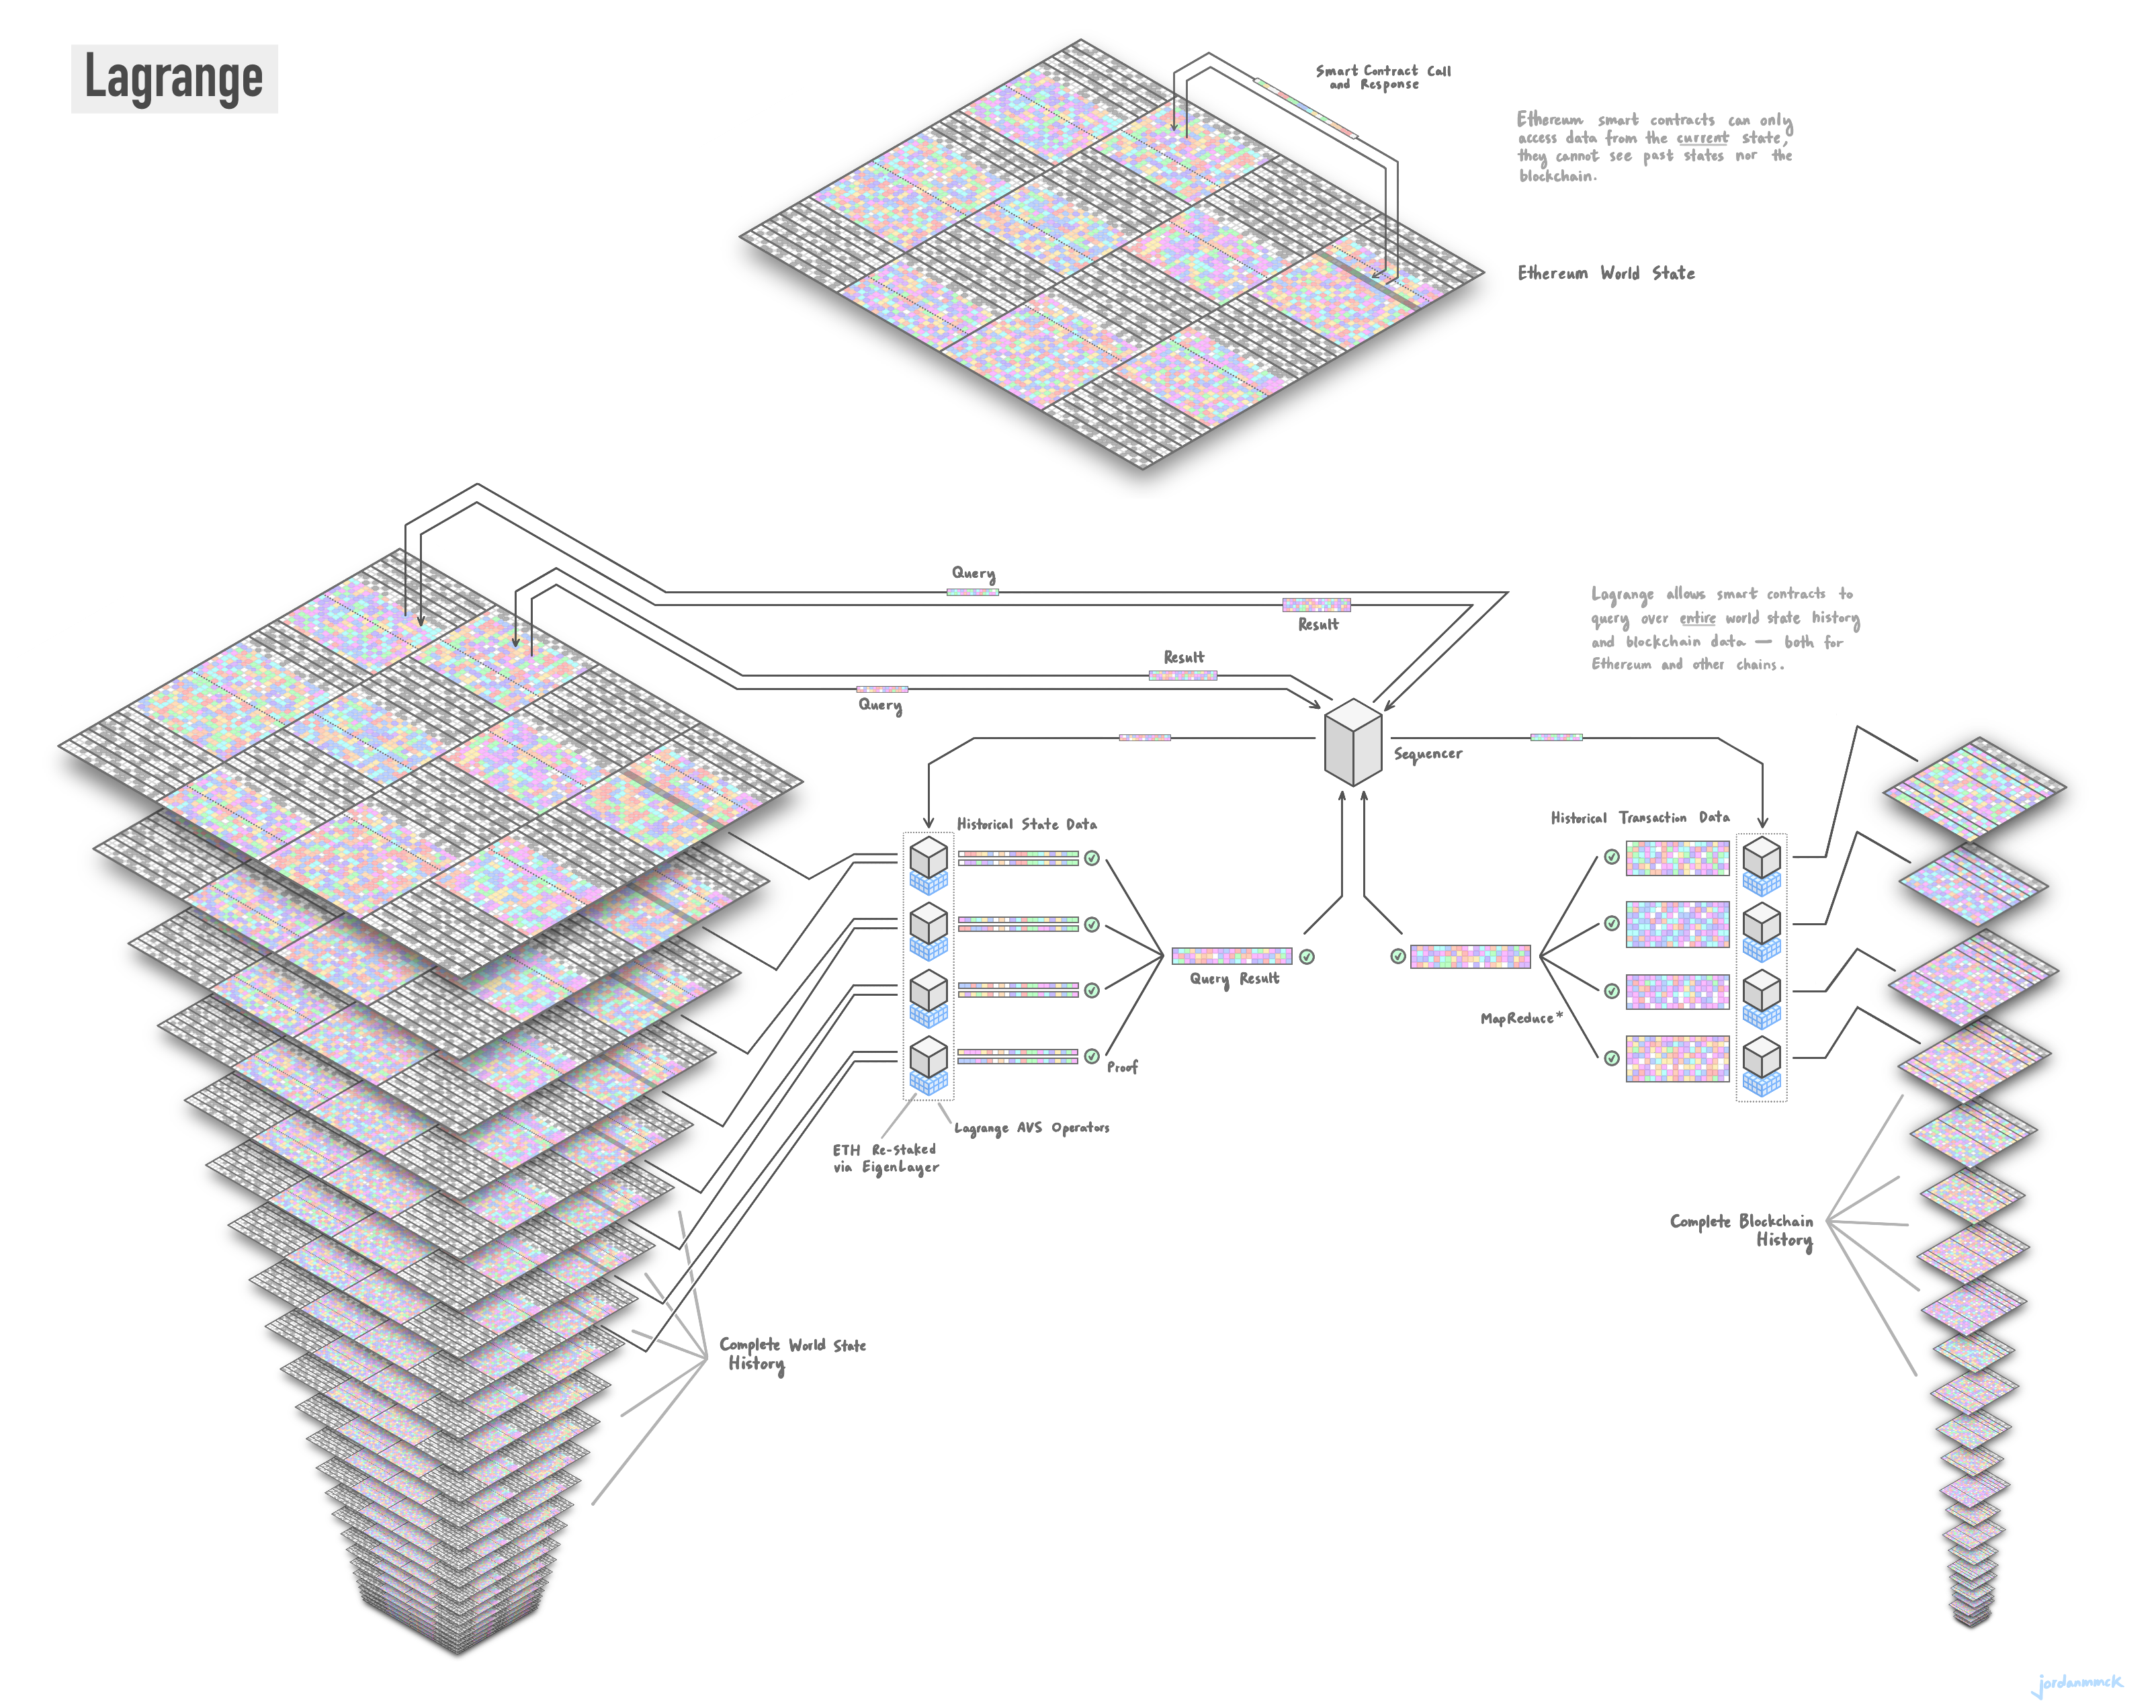 Lagrange
Smart Contract Call
and Response
Ethereum smart contracts can only
access data from the current state,
they cannot see past states nor the
blockchain.
Ethereum World State
Query
Result
Result
Query
Lagrange allows smart contracts to
query over entire world state history
and blockchain data — both for
Ethereum and other chains.
Sequencer
Historical State Data
Historical Transaction Data
Query Result
MapReduce*
Proof
Lagrange AVS Operators
ETH Re-Staked
via EigenLayer
Complete Blockchain
History
Complete World State
History
jordanmmck